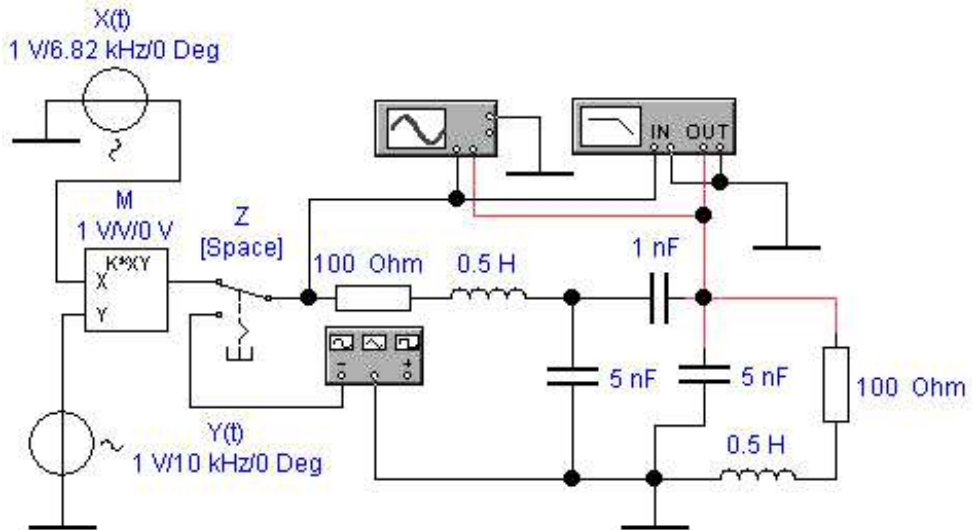 X(t)
1 V/6.82 kHz/0 Deg
M
1 V/V/0 V
K*XY
X
Y
Z
[Space]
IN OUT
100 Ohm
0.5 H
1 nF
5 nF
5 nF
100 Ohm
0.5 H
Y(t)
1 V/10 kHz/0 Deg